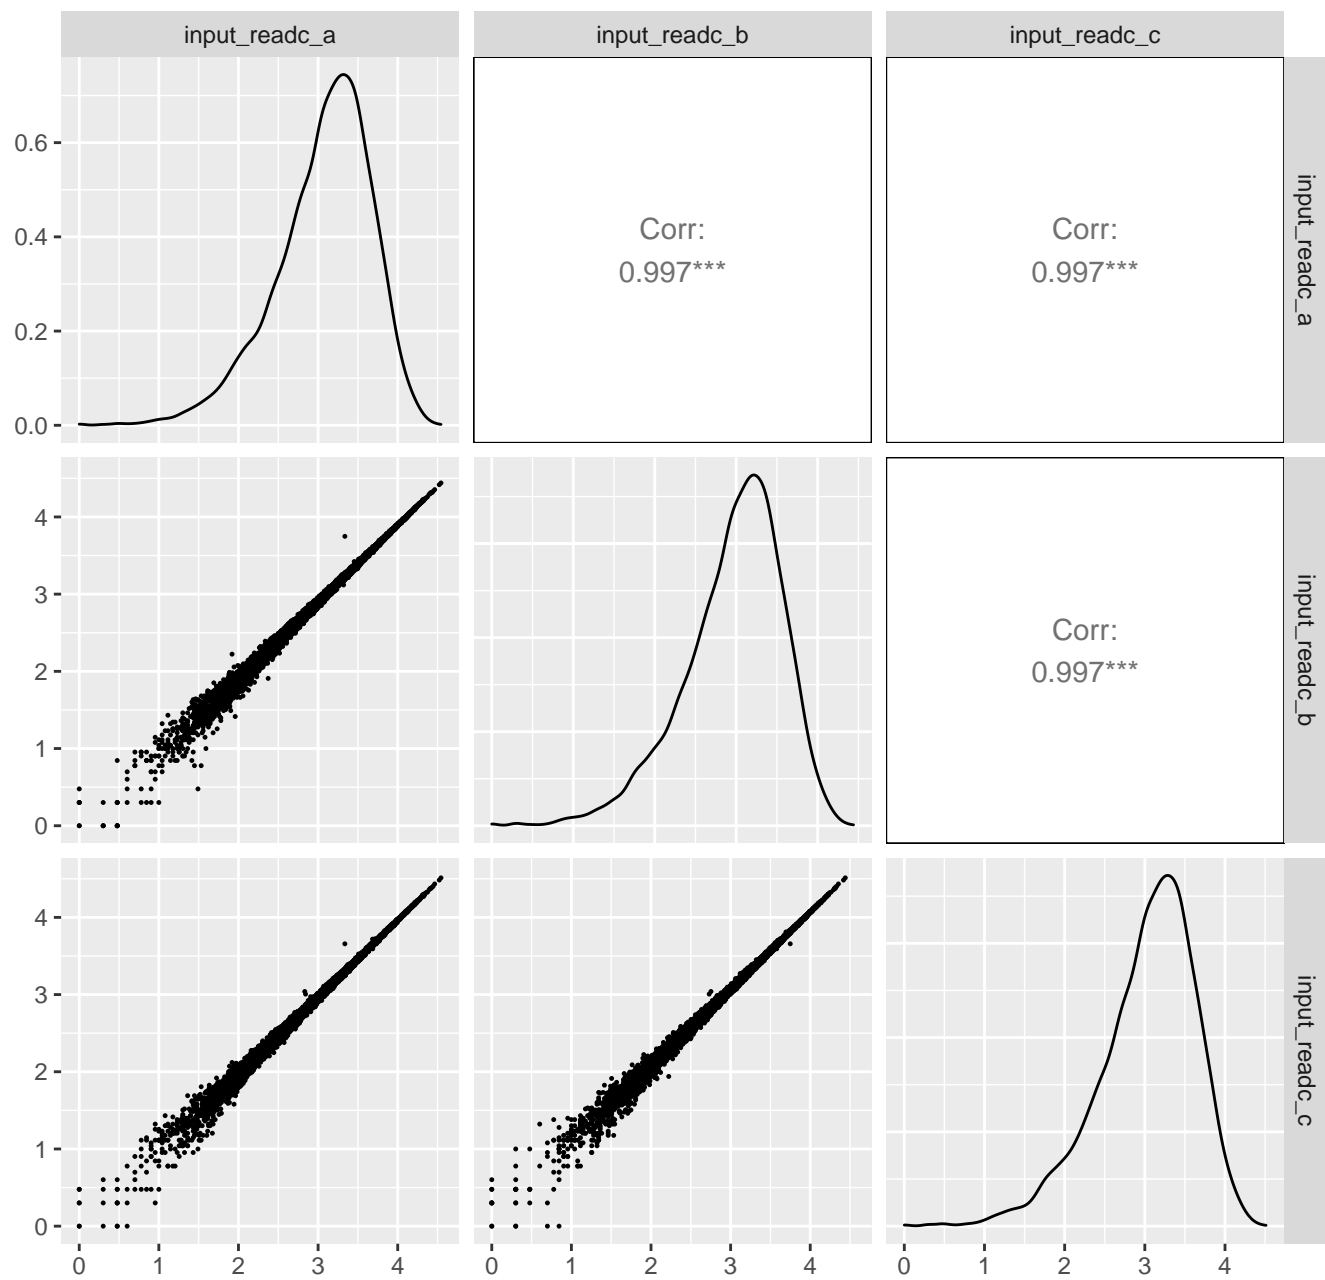 input_readc_a
input_readc_b
input_readc_c
0.6
0.4
0.2
0.0
Corr:
0.997***
Corr:
0.997***
input_readc_a
4
3
2
1
0
Corr:
0.997***
input_readc_b
4
3
2
1
0
input_readc_c
0 1 2 3 4
0 1 2 3 4
0 1 2 3 4